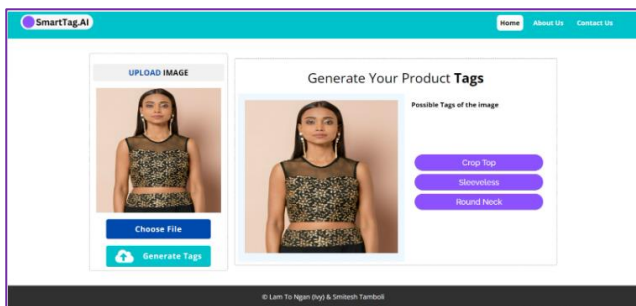 SmartTag.AI
Home About Us Contact Us
UPLOAD IMAGE
Generate Your Product Tags
Possible Tags of the image
Crop Top
Sleeveless
Round Neck
Choose File
Generate Tags
© Lam To Ngan (Ivy) & Smitesh Tamboli